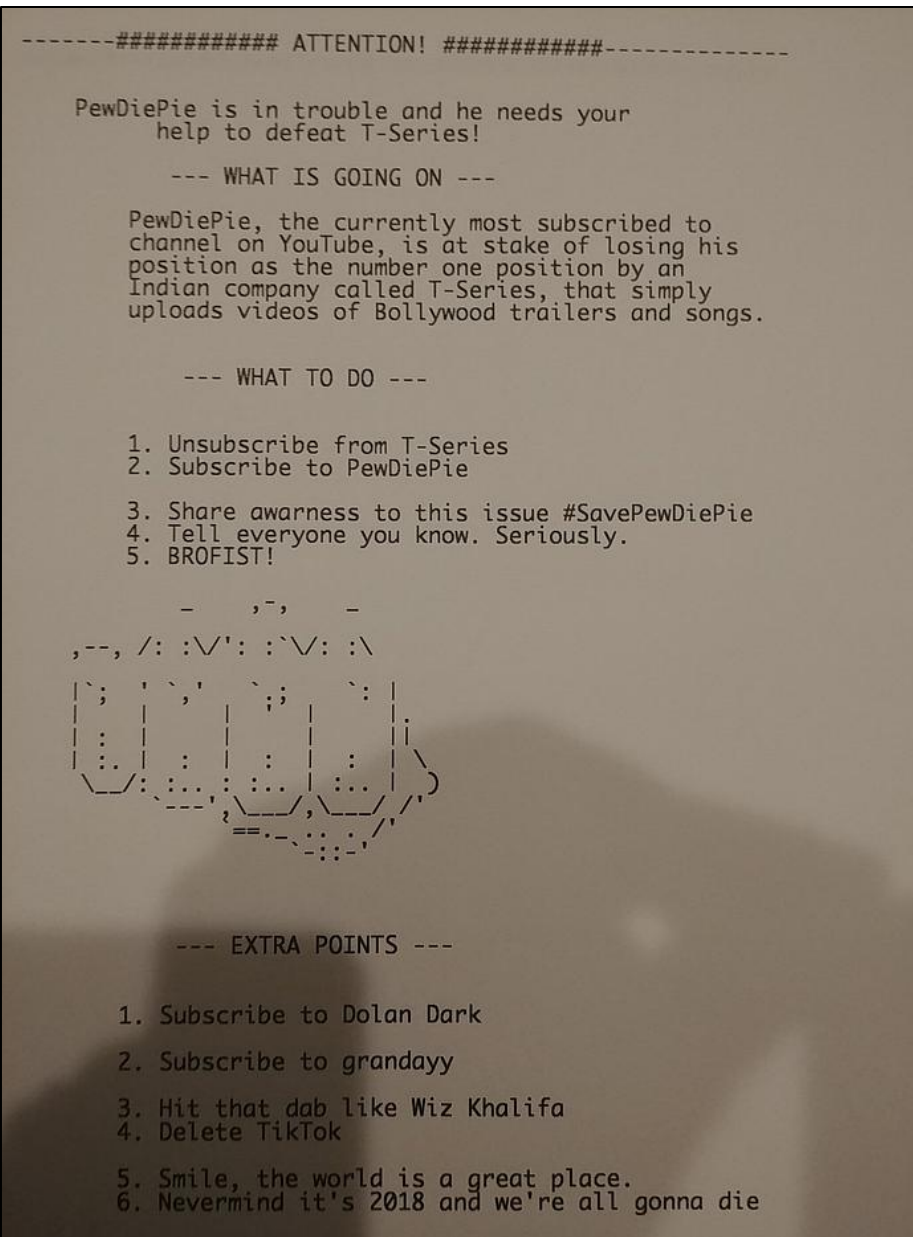 -------############ ATTENTION! ############--------------
PewDiePie is in trouble and he needs your
help to defeat T-Series!
--- WHAT IS GOING ON ---
PewDiePie, the currently most subscribed to
channel on YouTube, is at stake of losing his
position as the number one position by an
Indian company called T-Series, that simply
uploads videos of Bollywood trailers and songs.
--- WHAT TO DO ---
1. Unsubscribe from T-Series
2. Subscribe to PewDiePie
3. Share awarness to this issue #SavePewDiePie
4. Tell everyone you know. Seriously.
5. BROFIST!
--- EXTRA POINTS ---
1. Subscribe to Dolan Dark
2. Subscribe to grandayy
3. Hit that dab like Wiz Khalifa
4. Delete TikTok
5. Smile, the world is a great place.
6. Nevermind it's 2018 and we're all gonna die